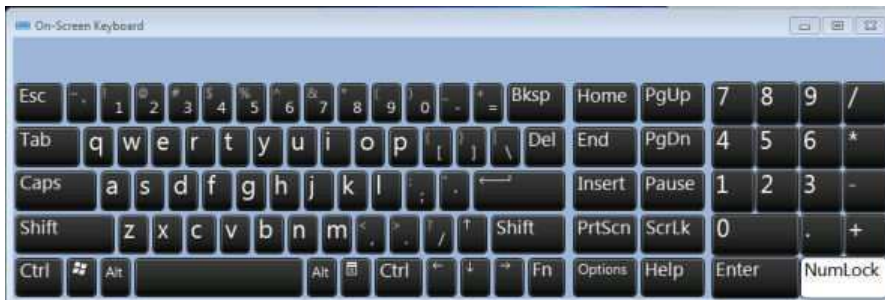 On-Screen Keyboard
Esc ~ ` ! 1 @ 2 # 3 $ 4 % 5 ^ 6 & 7 * 8 ( 9 ) 0 _ - + = Bksp Home PgUp 7 8 9 /
Tab q w e r t y u i o p { [ } ] | \ Del End PgDn 4 5 6 *
Caps a s d f g h j k l : ; " ' Insert Pause 1 2 3 -
Shift z x c v b n m < , > . ? / ↑ Shift PrtScn ScrLk 0 . +
Ctrl Alt Alt Ctrl ← ↓ → Fn Options Help Enter NumLock